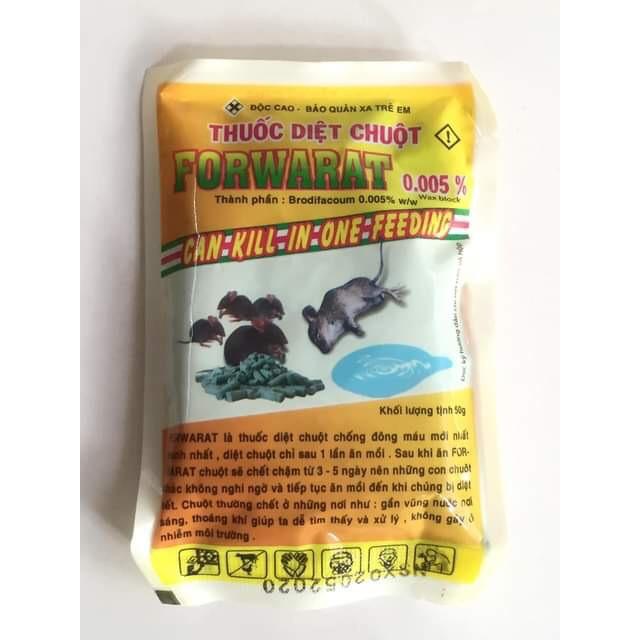 ĐỘC CAO - BẢO QUẢN XA TRẺ EM
THUỐC DIỆT CHUỘT
FORWARAT 0.005 %
Thành phần : Brodifacoum 0.005% w/w Wax block
CAN KILL IN ONE FEEDING
Khối lượng tịnh 50g
FORWARAT là thuốc diệt chuột chống đông máu mới nhất
nhất , diệt chuột chỉ sau 1 lần ăn mồi . Sau khi ăn FOR-
WARAT chuột sẽ chết chậm từ 3 - 5 ngày nên những con chuột
khác không nghi ngờ và tiếp tục ăn mồi đến khi chúng bị diệt
hết. Chuột thường chết ở những nơi như : gần vũng nước nơi
sáng, thoáng khí giúp ta dễ tìm thấy và xử lý , không gây ô
nhiễm môi trường .
NSX02052020